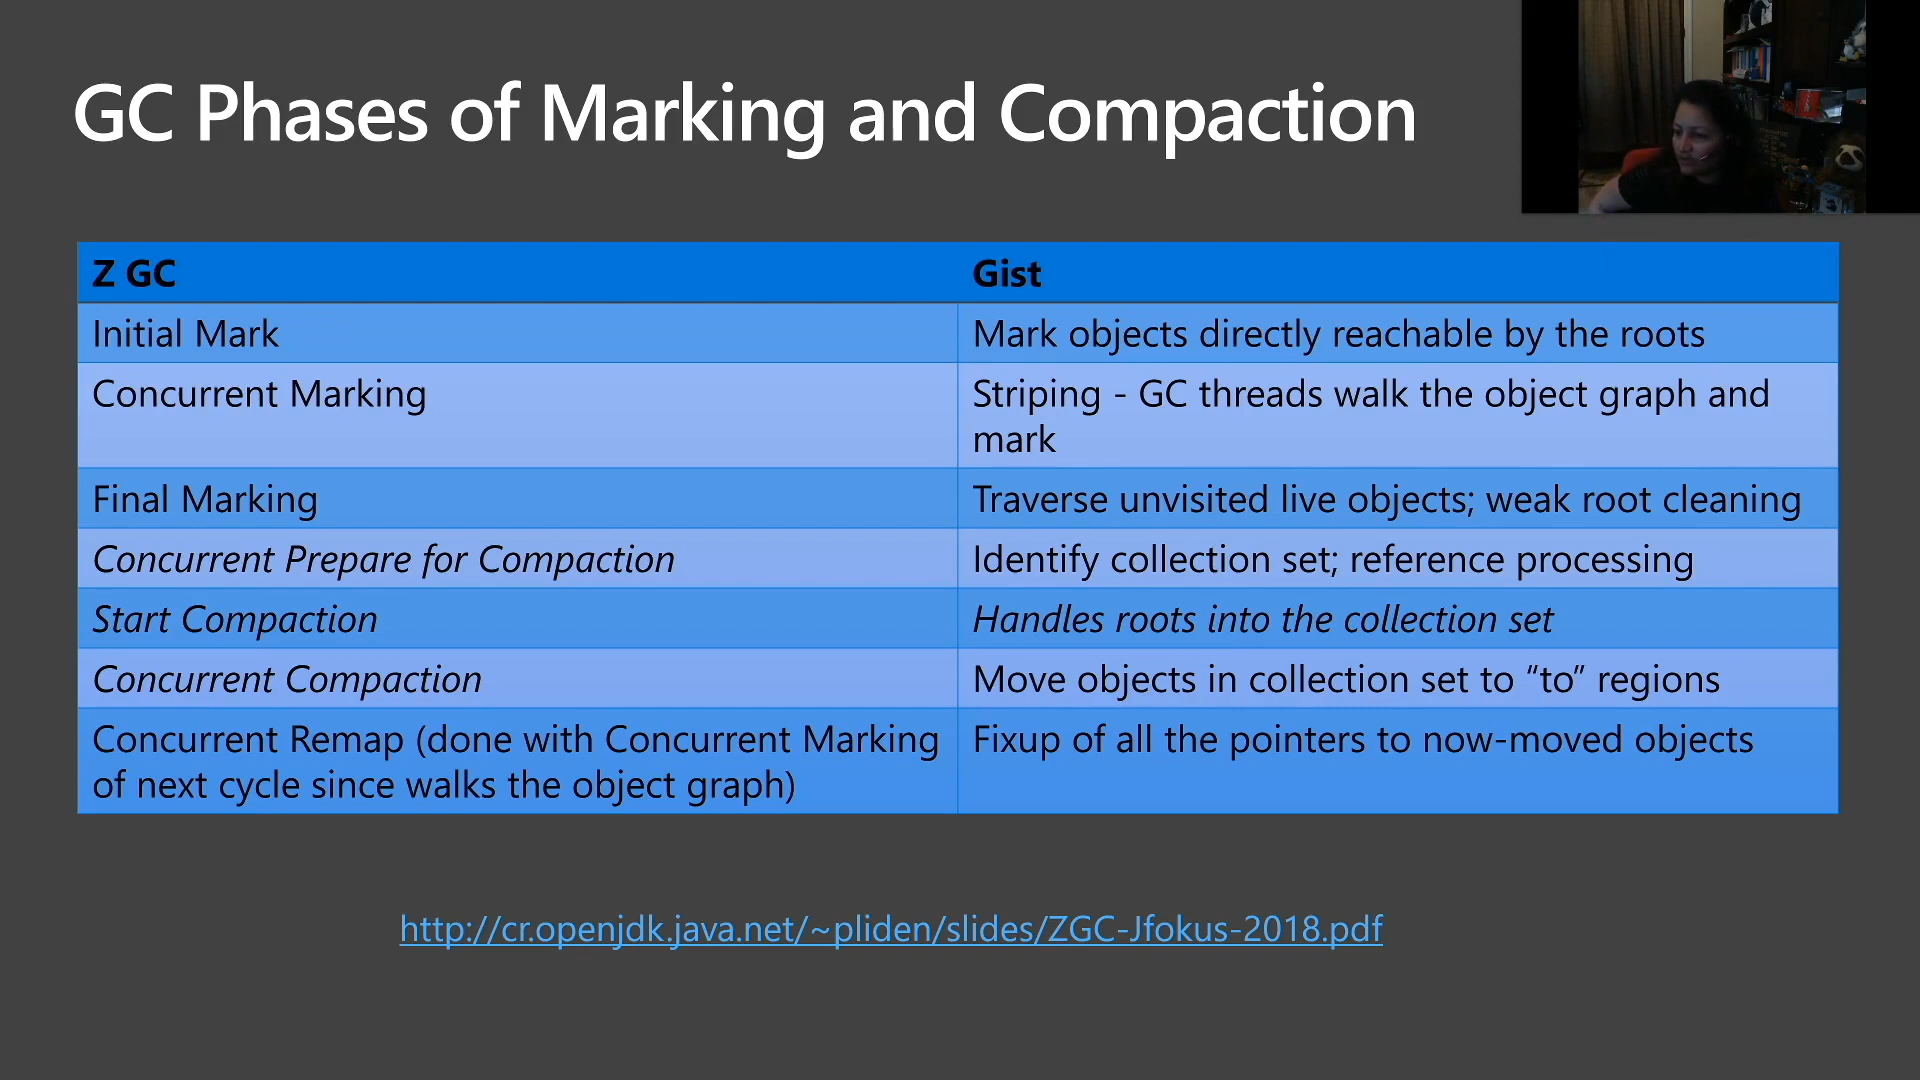 GC Phases of Marking and Compaction
Z GC
Gist
Initial Mark
Mark objects directly reachable by the roots
Concurrent Marking
Striping - GC threads walk the object graph and
mark
Final Marking
Traverse unvisited live objects; weak root cleaning
Concurrent Prepare for Compaction
Identify collection set; reference processing
Start Compaction
Handles roots into the collection set
Concurrent Compaction
Move objects in collection set to “to” regions
Concurrent Remap (done with Concurrent Marking
of next cycle since walks the object graph)
Fixup of all the pointers to now-moved objects
http://cr.openjdk.java.net/~pliden/slides/ZGC-Jfokus-2018.pdf